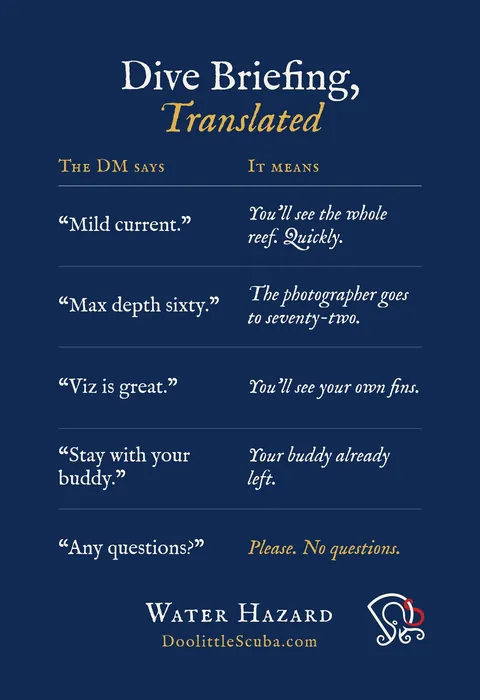 Dive Briefing,
Translated
The DM says
It means
“Mild current.”
You’ll see the whole
reef. Quickly.
“Max depth sixty.”
The photographer goes
to seventy-two.
“Viz is great.”
You’ll see your own fins.
“Stay with your
buddy.”
Your buddy already
left.
“Any questions?”
Please. No questions.
Water Hazard
DoolittleScuba.com